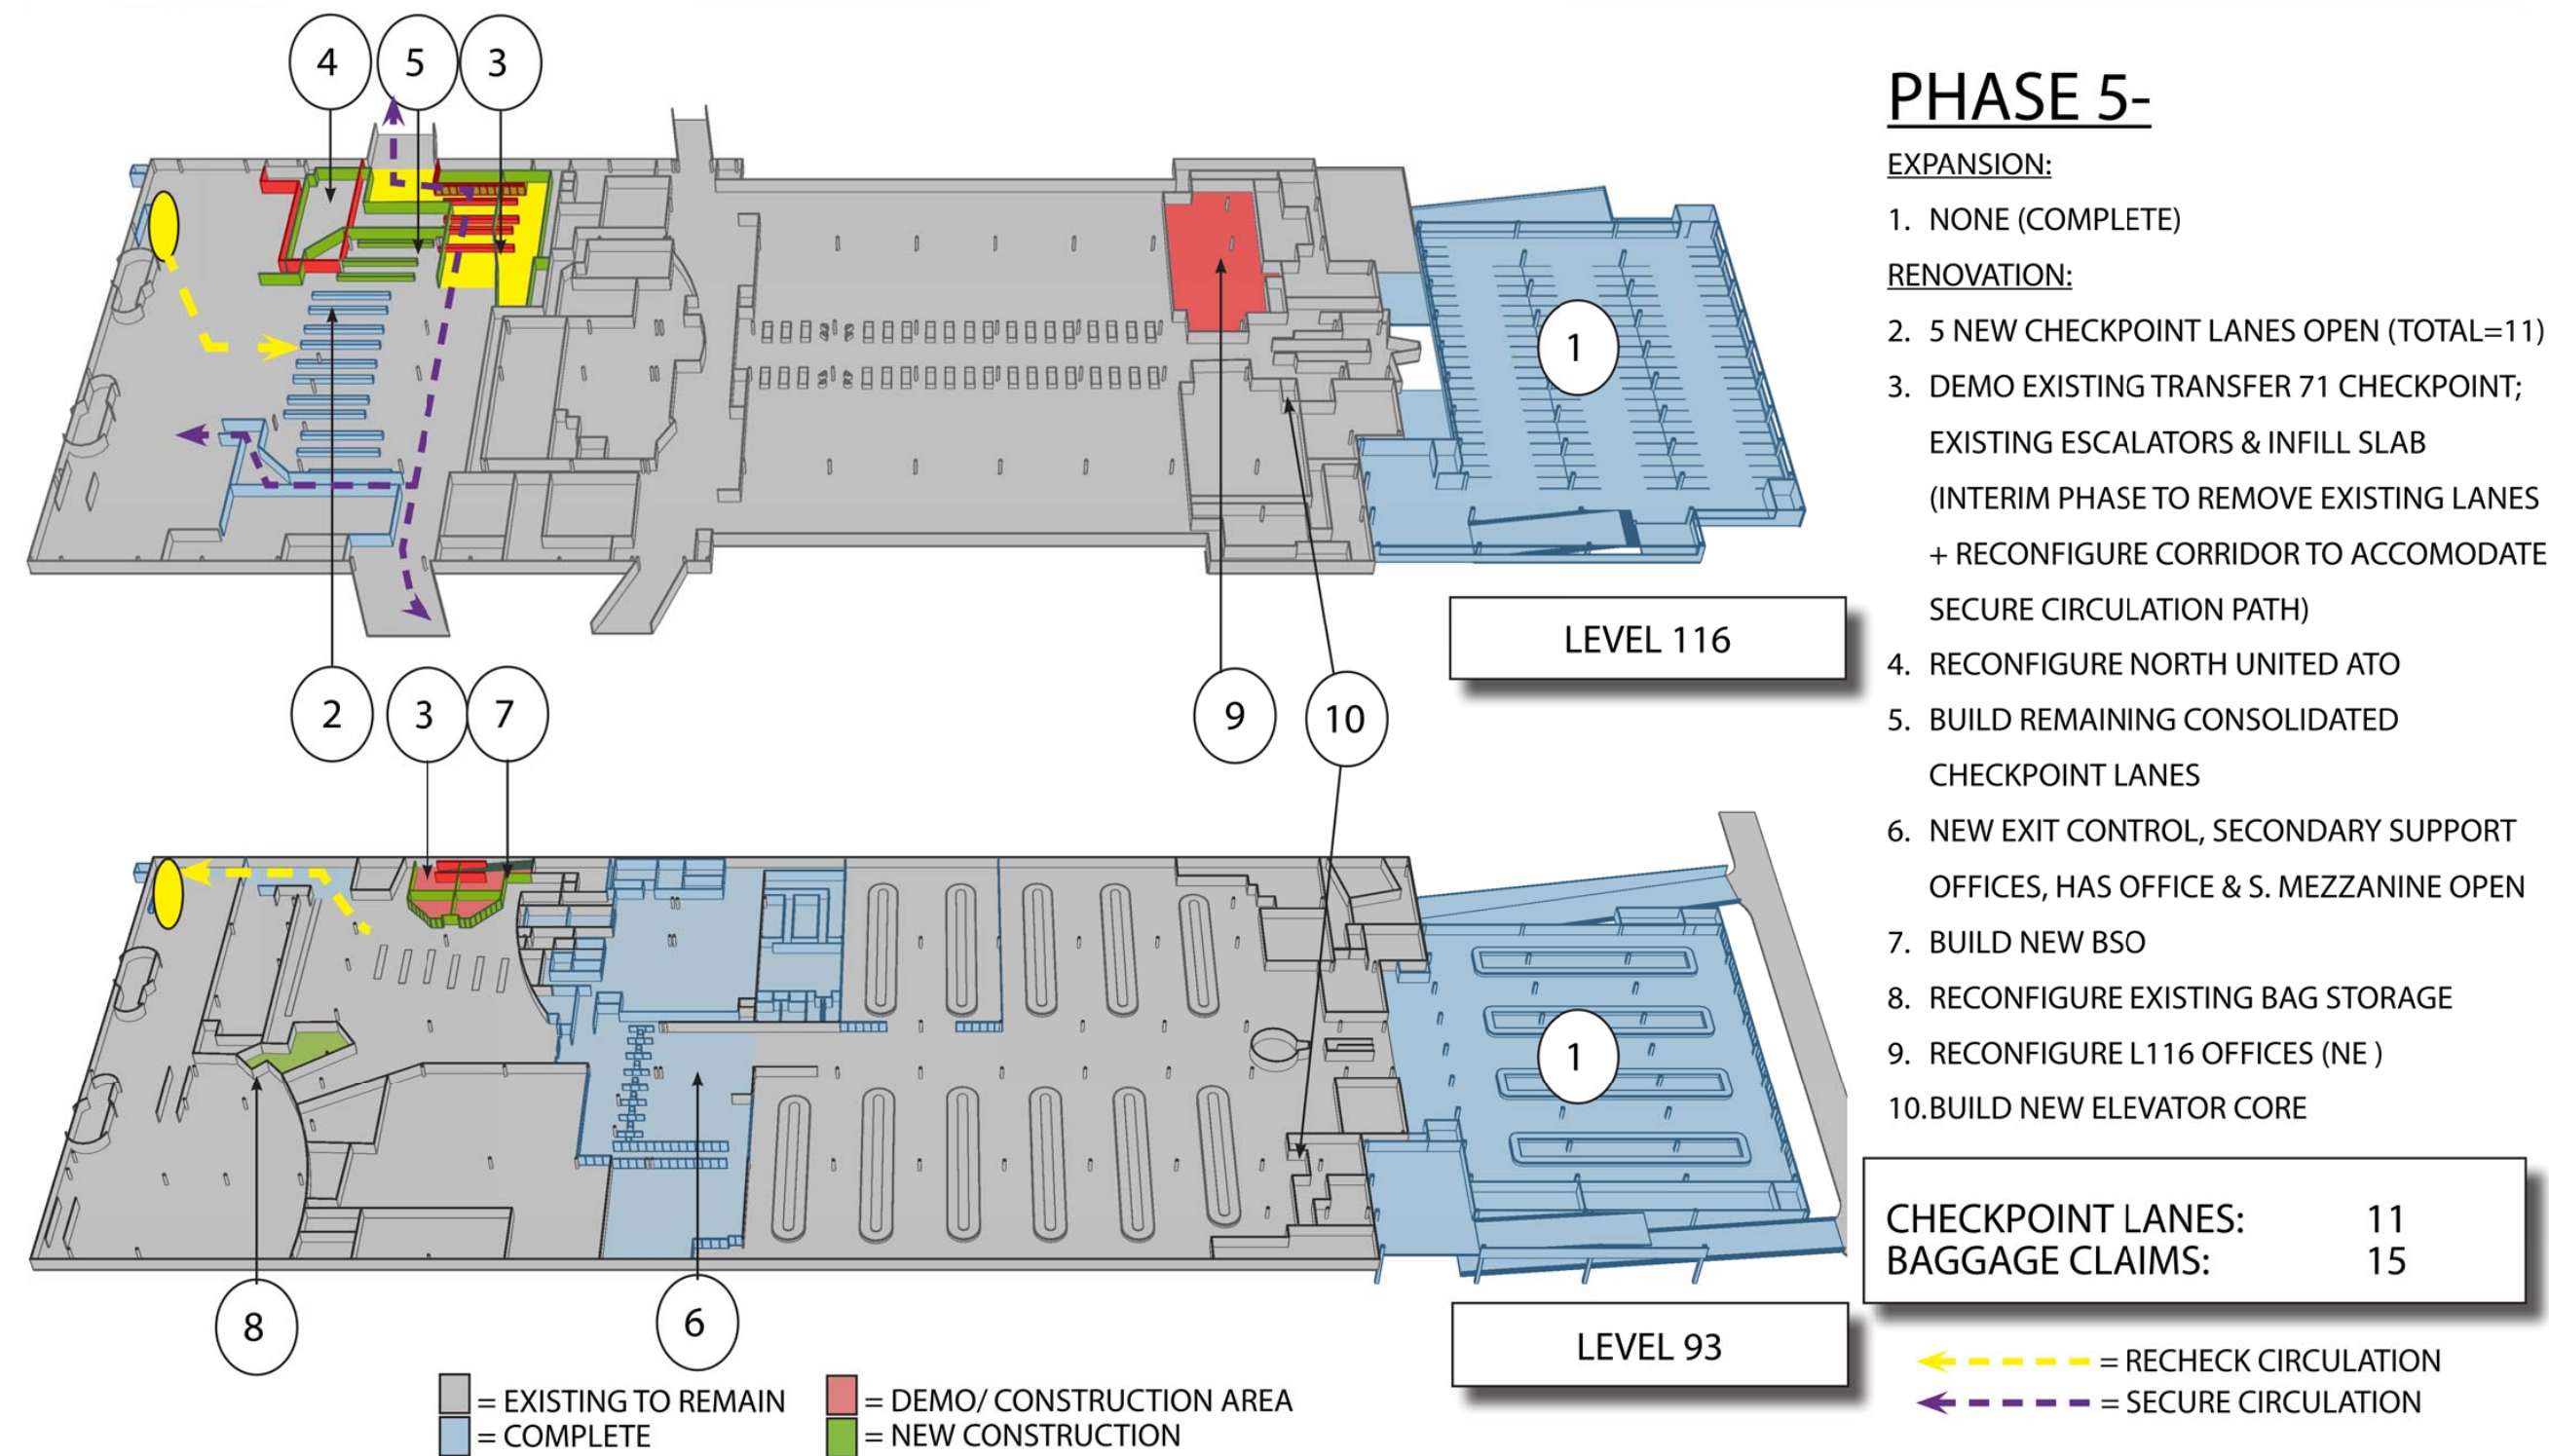 4 5 3
PHASE 5-
EXPANSION:
1. NONE (COMPLETE)
RENOVATION:
2. 5 NEW CHECKPOINT LANES OPEN (TOTAL=11)
3. DEMO EXISTING TRANSFER 71 CHECKPOINT;
EXISTING ESCALATORS & INFILL SLAB
(INTERIM PHASE TO REMOVE EXISTING LANES
+ RECONFIGURE CORRIDOR TO ACCOMODATE
SECURE CIRCULATION PATH)
4. RECONFIGURE NORTH UNITED ATO
5. BUILD REMAINING CONSOLIDATED
CHECKPOINT LANES
6. NEW EXIT CONTROL, SECONDARY SUPPORT
OFFICES, HAS OFFICE & S. MEZZANINE OPEN
7. BUILD NEW BSO
8. RECONFIGURE EXISTING BAG STORAGE
9. RECONFIGURE L116 OFFICES (NE )
10.BUILD NEW ELEVATOR CORE
1
LEVEL 116
2 3 7 9 10
1
8 6
LEVEL 93
CHECKPOINT LANES: 11
BAGGAGE CLAIMS: 15
= RECHECK CIRCULATION
= SECURE CIRCULATION
= EXISTING TO REMAIN
= COMPLETE
= DEMO/ CONSTRUCTION AREA
= NEW CONSTRUCTION